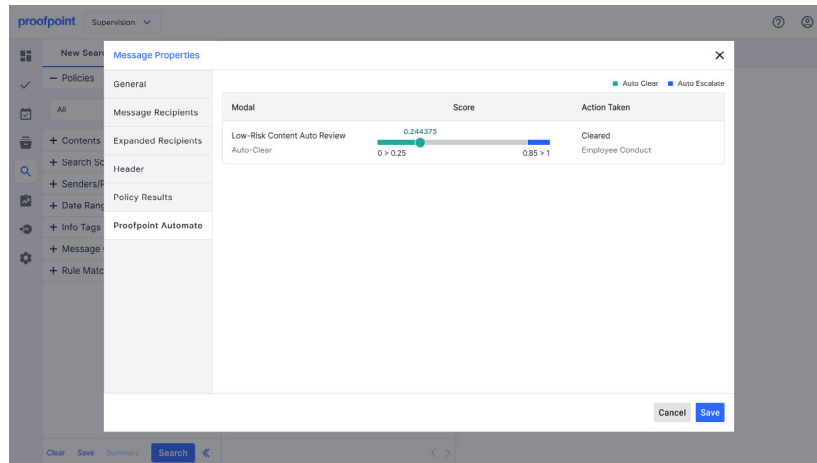 proofpoint. Supervision
New Sear
Message Properties
Policies
General
Auto Clear Auto Escalate
All
Message Recipients
Modal Score Action Taken
Contents
Expanded Recipients
Low-Risk Content Auto Review 0.244375 Cleared
Auto-Clear 0 > 0.25 0.85 > 1 Employee Conduct
Search Sc
Header
Senders/R
Policy Results
Date Rang
Info Tags
Proofpoint Automate
Message
Rule Matc
Cancel Save
Clear Save Summary Search